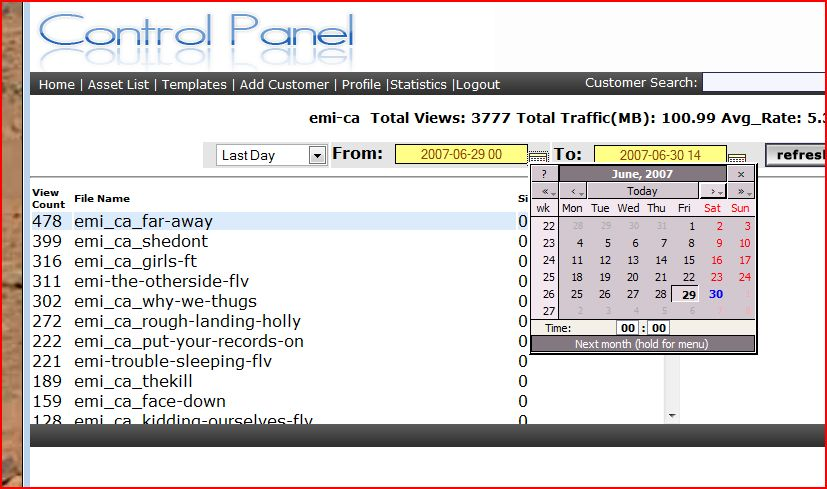 Control Panel
Home | Asset List | Templates | Add Customer | Profile |Statistics |Logout Customer Search:
emi-ca Total Views: 3777 Total Traffic(MB): 100.99 Avg_Rate:
Last Day From: 2007-06-29 00 To: 2007-06-30 14 refresh
? June, 2007 ×
« ‹ Today › »
wk Mon Tue Wed Thu Fri Sat Sun
22 28 29 30 31 1 2 3
23 4 5 6 7 8 9 10
24 11 12 13 14 15 16 17
25 18 19 20 21 22 23 24
26 25 26 27 28 29 30 1
27 2 3 4 5 6 7 8
Time: 00 : 00
Next month (hold for menu)
View Count File Name Si
478 emi_ca_far-away 0
399 emi_ca_shedont 0
316 emi_ca_girls-ft 0
311 emi-the-otherside-flv 0
302 emi_ca_why-we-thugs 0
272 emi_ca_rough-landing-holly 0
222 emi_ca_put-your-records-on 0
221 emi-trouble-sleeping-flv 0
189 emi_ca_thekill 0
159 emi_ca_face-down 0
128 emi_ca_kidding-ourselves-flv 0